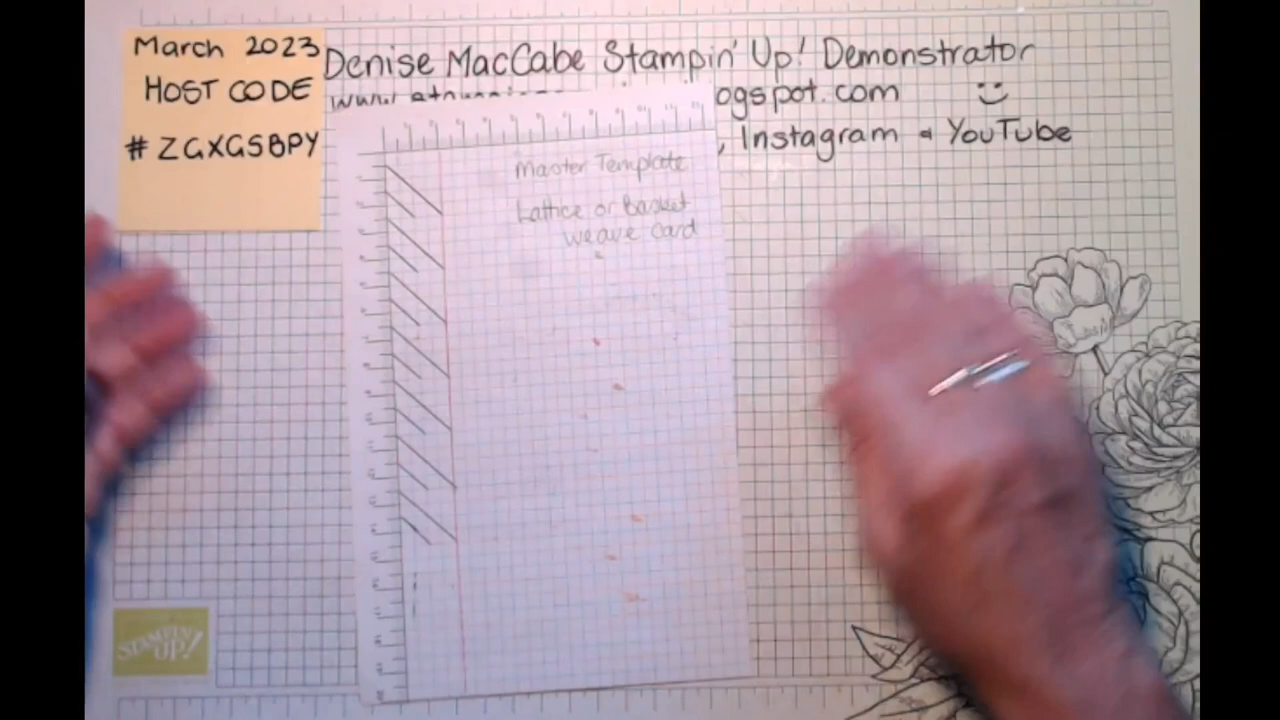 March 2023
HOST CODE
# ZGXGSBPY
Denise MacCabe Stampin' Up! Demonstrator
ogspot.com
, Instagram & YouTube
Master Template
Lattice or Basket
weave card
STAMPIN' UP!